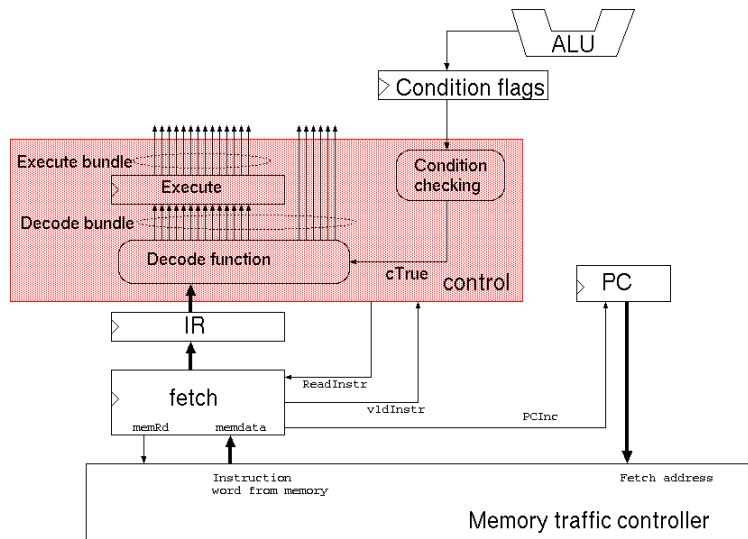 ALU
Condition flags
Execute bundle
Condition
checking
Execute
Decode bundle
Decode function
cTrue
control
PC
IR
ReadInstr
fetch
vldInstr
PCInc
memRd
memdata
Instruction
word from memory
Fetch address
Memory traffic controller